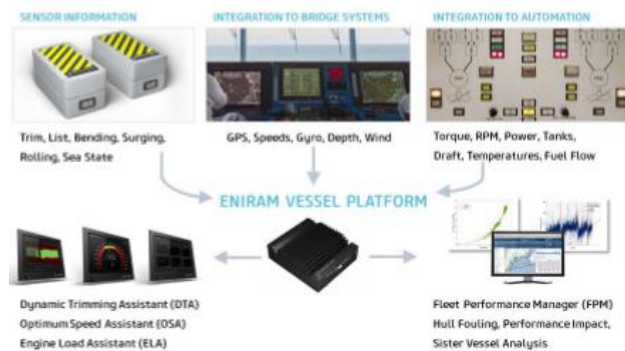 SENSOR INFORMATION
INTEGRATION TO BRIDGE SYSTEMS
INTEGRATION TO AUTOMATION
Trim, List, Bending, Surging,
Rolling, Sea State
GPS, Speeds, Gyro, Depth, Wind
Torque, RPM, Power, Tanks,
Draft, Temperatures, Fuel Flow
ENIRAM VESSEL PLATFORM
Dynamic Trimming Assistant (DTA)
Optimum Speed Assistant (OSA)
Engine Load Assistant (ELA)
Fleet Performance Manager (FPM)
Hull Fouling, Performance Impact,
Sister Vessel Analysis